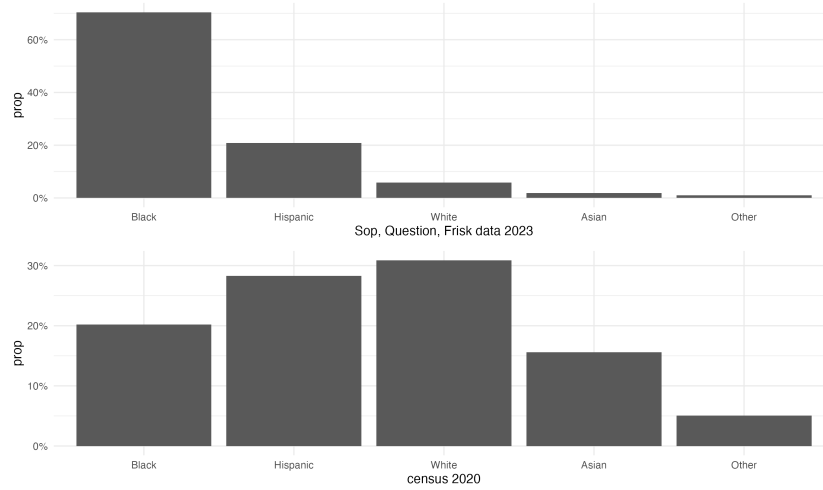 prop
60%
40%
20%
0%
Black Hispanic White Asian Other
Sop, Question, Frisk data 2023
prop
30%
20%
10%
0%
Black Hispanic White Asian Other
census 2020